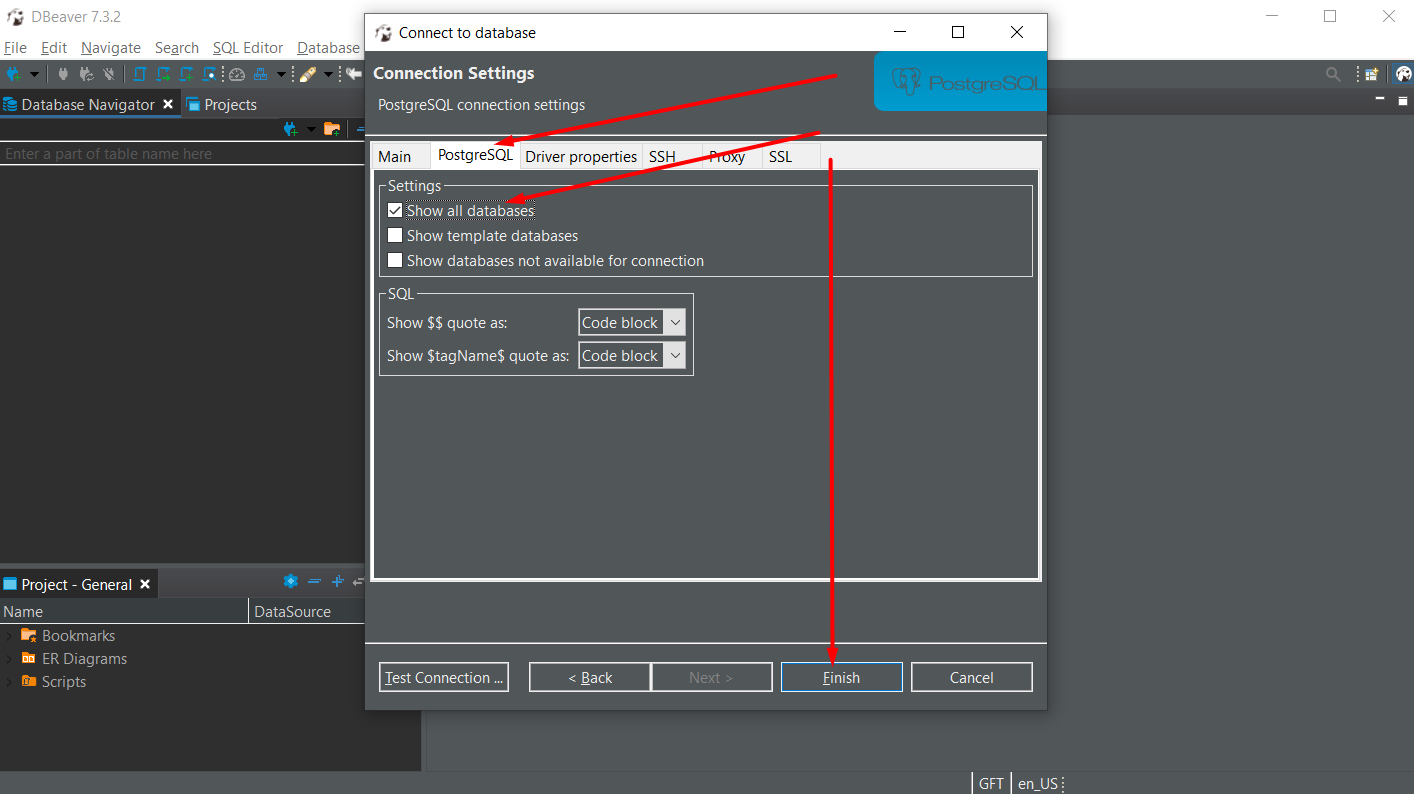 DBeaver 7.3.2
File Edit Navigate Search SQL Editor Database
Database Navigator Projects
Enter a part of table name here
Connect to database
Connection Settings
PostgreSQL connection settings
PostgreSQL
Main PostgreSQL Driver properties SSH Proxy SSL
Settings
Show all databases
Show template databases
Show databases not available for connection
SQL
Show $$ quote as: Code block
Show $tagName$ quote as: Code block
Test Connection ... < Back Next > Finish Cancel
Project - General
Name DataSource
Bookmarks
ER Diagrams
Scripts
GFT en_US